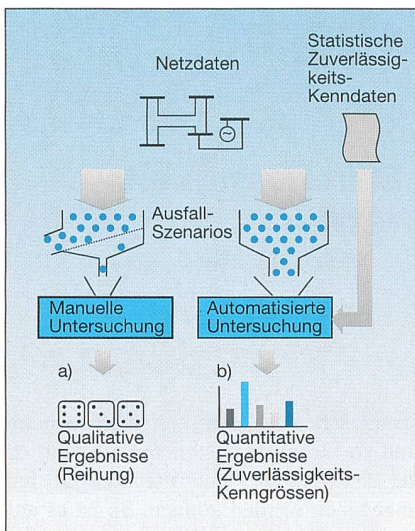 Netzdaten
Statistische
Zuverlässig-
keits-
Kenndaten
Ausfall-
Szenarios
Manuelle
Untersuchung
Automatisierte
Untersuchung
a)
Qualitative
Ergebnisse
(Reihung)
b)
Quantitative
Ergebnisse
(Zuverlässigkeits-
Kenngrössen)